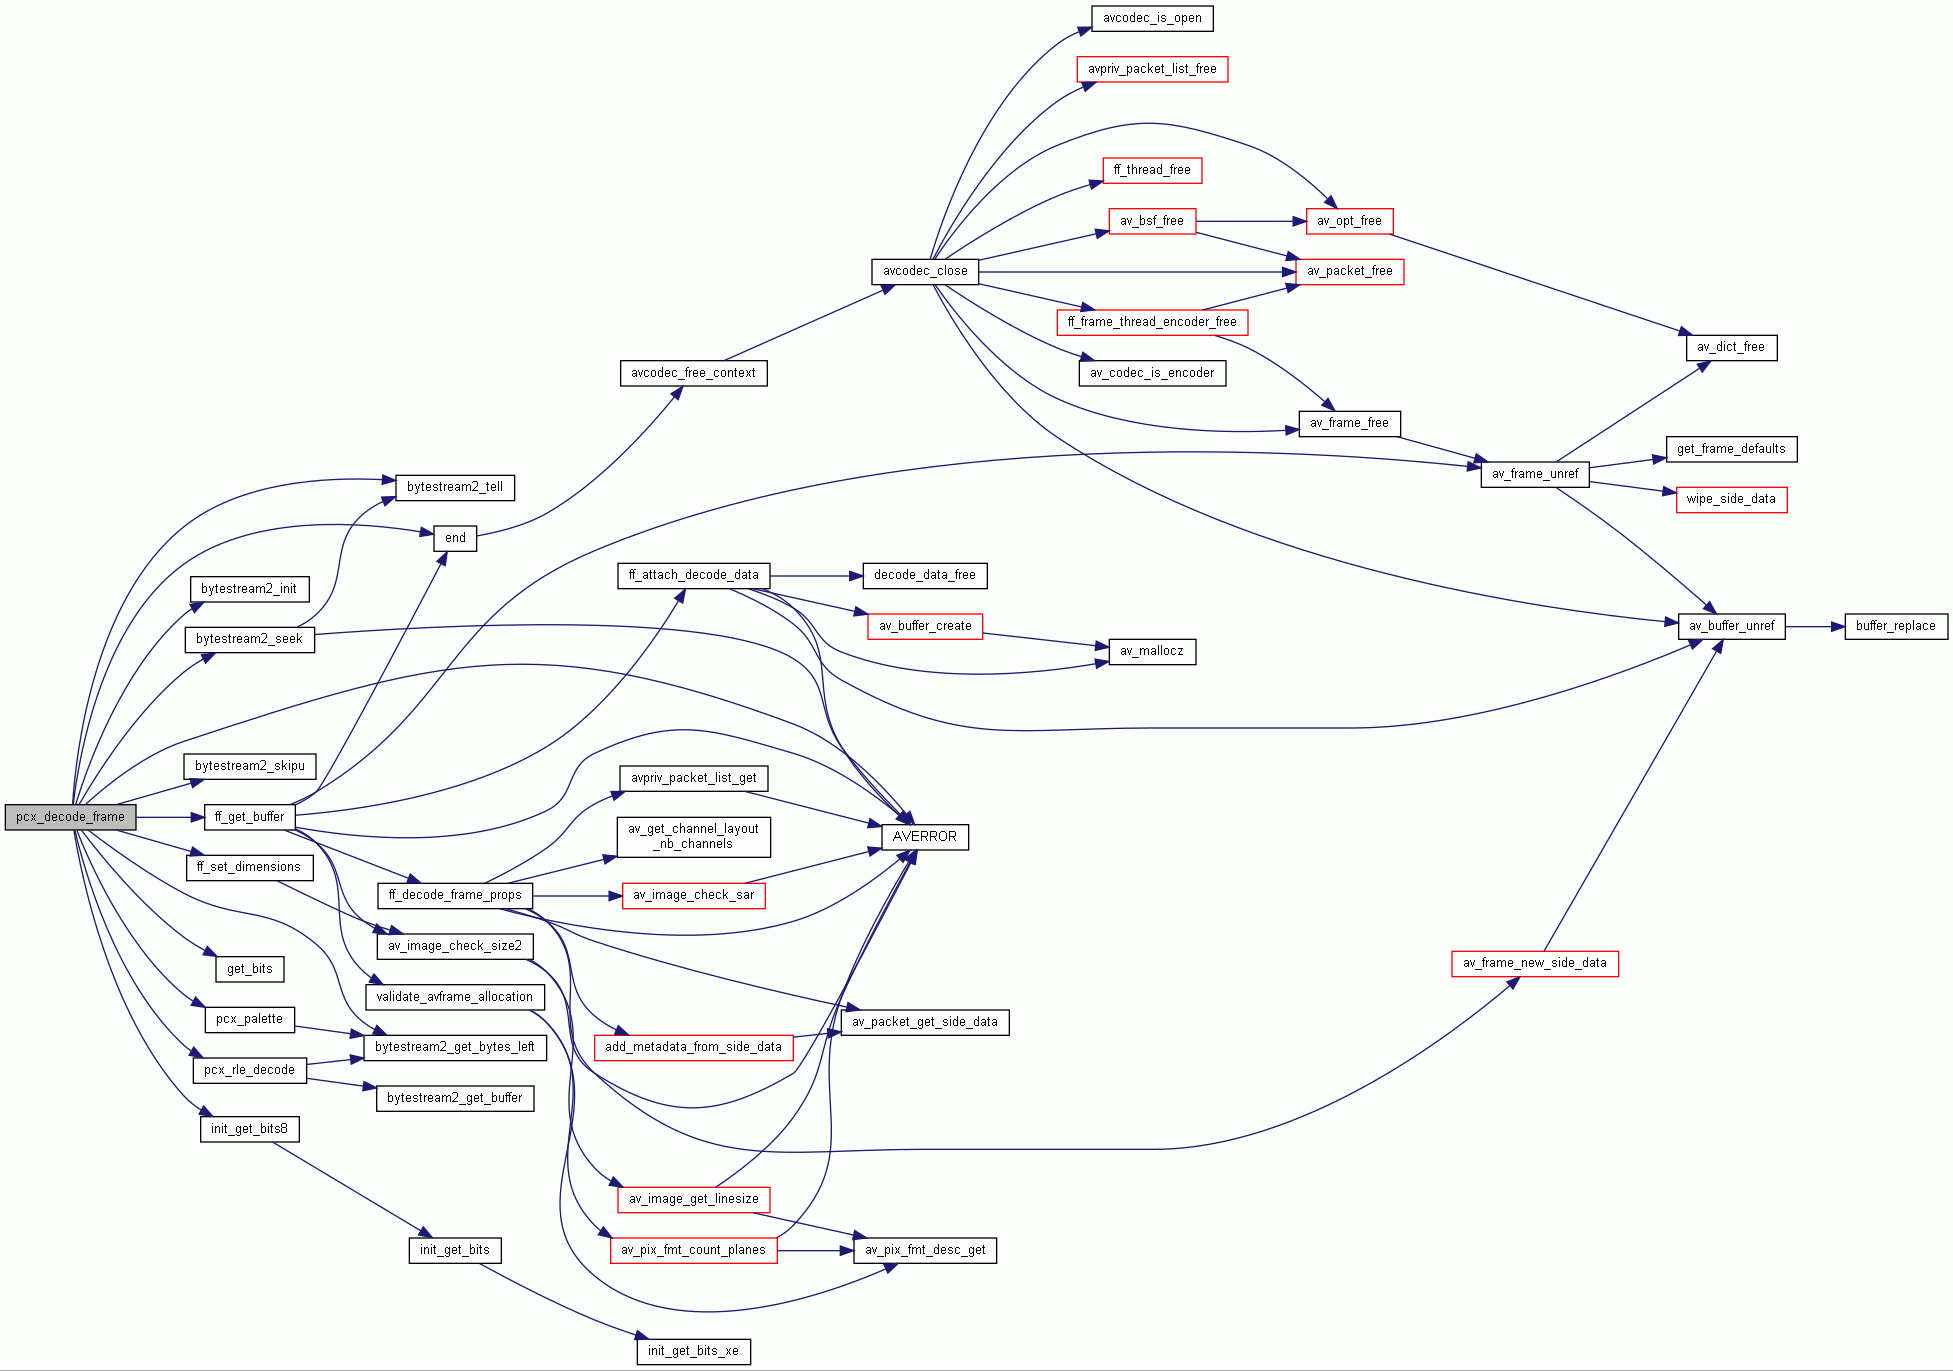 avcodec_is_open
avpriv_packet_list_free
ff_thread_free
av_bsf_free
av_opt_free
avcodec_close
av_packet_free
ff_frame_thread_encoder_free
av_dict_free
avcodec_free_context
av_codec_is_encoder
av_frame_free
get_frame_defaults
av_frame_unref
bytestream2_tell
wipe_side_data
end
ff_attach_decode_data
decode_data_free
bytestream2_init
av_buffer_create
av_buffer_unref
buffer_replace
bytestream2_seek
av_mallocz
bytestream2_skipu
avpriv_packet_list_get
pcx_decode_frame
ff_get_buffer
av_get_channel_layout
_nb_channels
AVERROR
ff_set_dimensions
ff_decode_frame_props
av_image_check_sar
av_image_check_size2
get_bits
av_frame_new_side_data
validate_avframe_allocation
pcx_palette
av_packet_get_side_data
bytestream2_get_bytes_left
add_metadata_from_side_data
pcx_rle_decode
bytestream2_get_buffer
init_get_bits8
av_image_get_linesize
init_get_bits
av_pix_fmt_count_planes
av_pix_fmt_desc_get
init_get_bits_xe